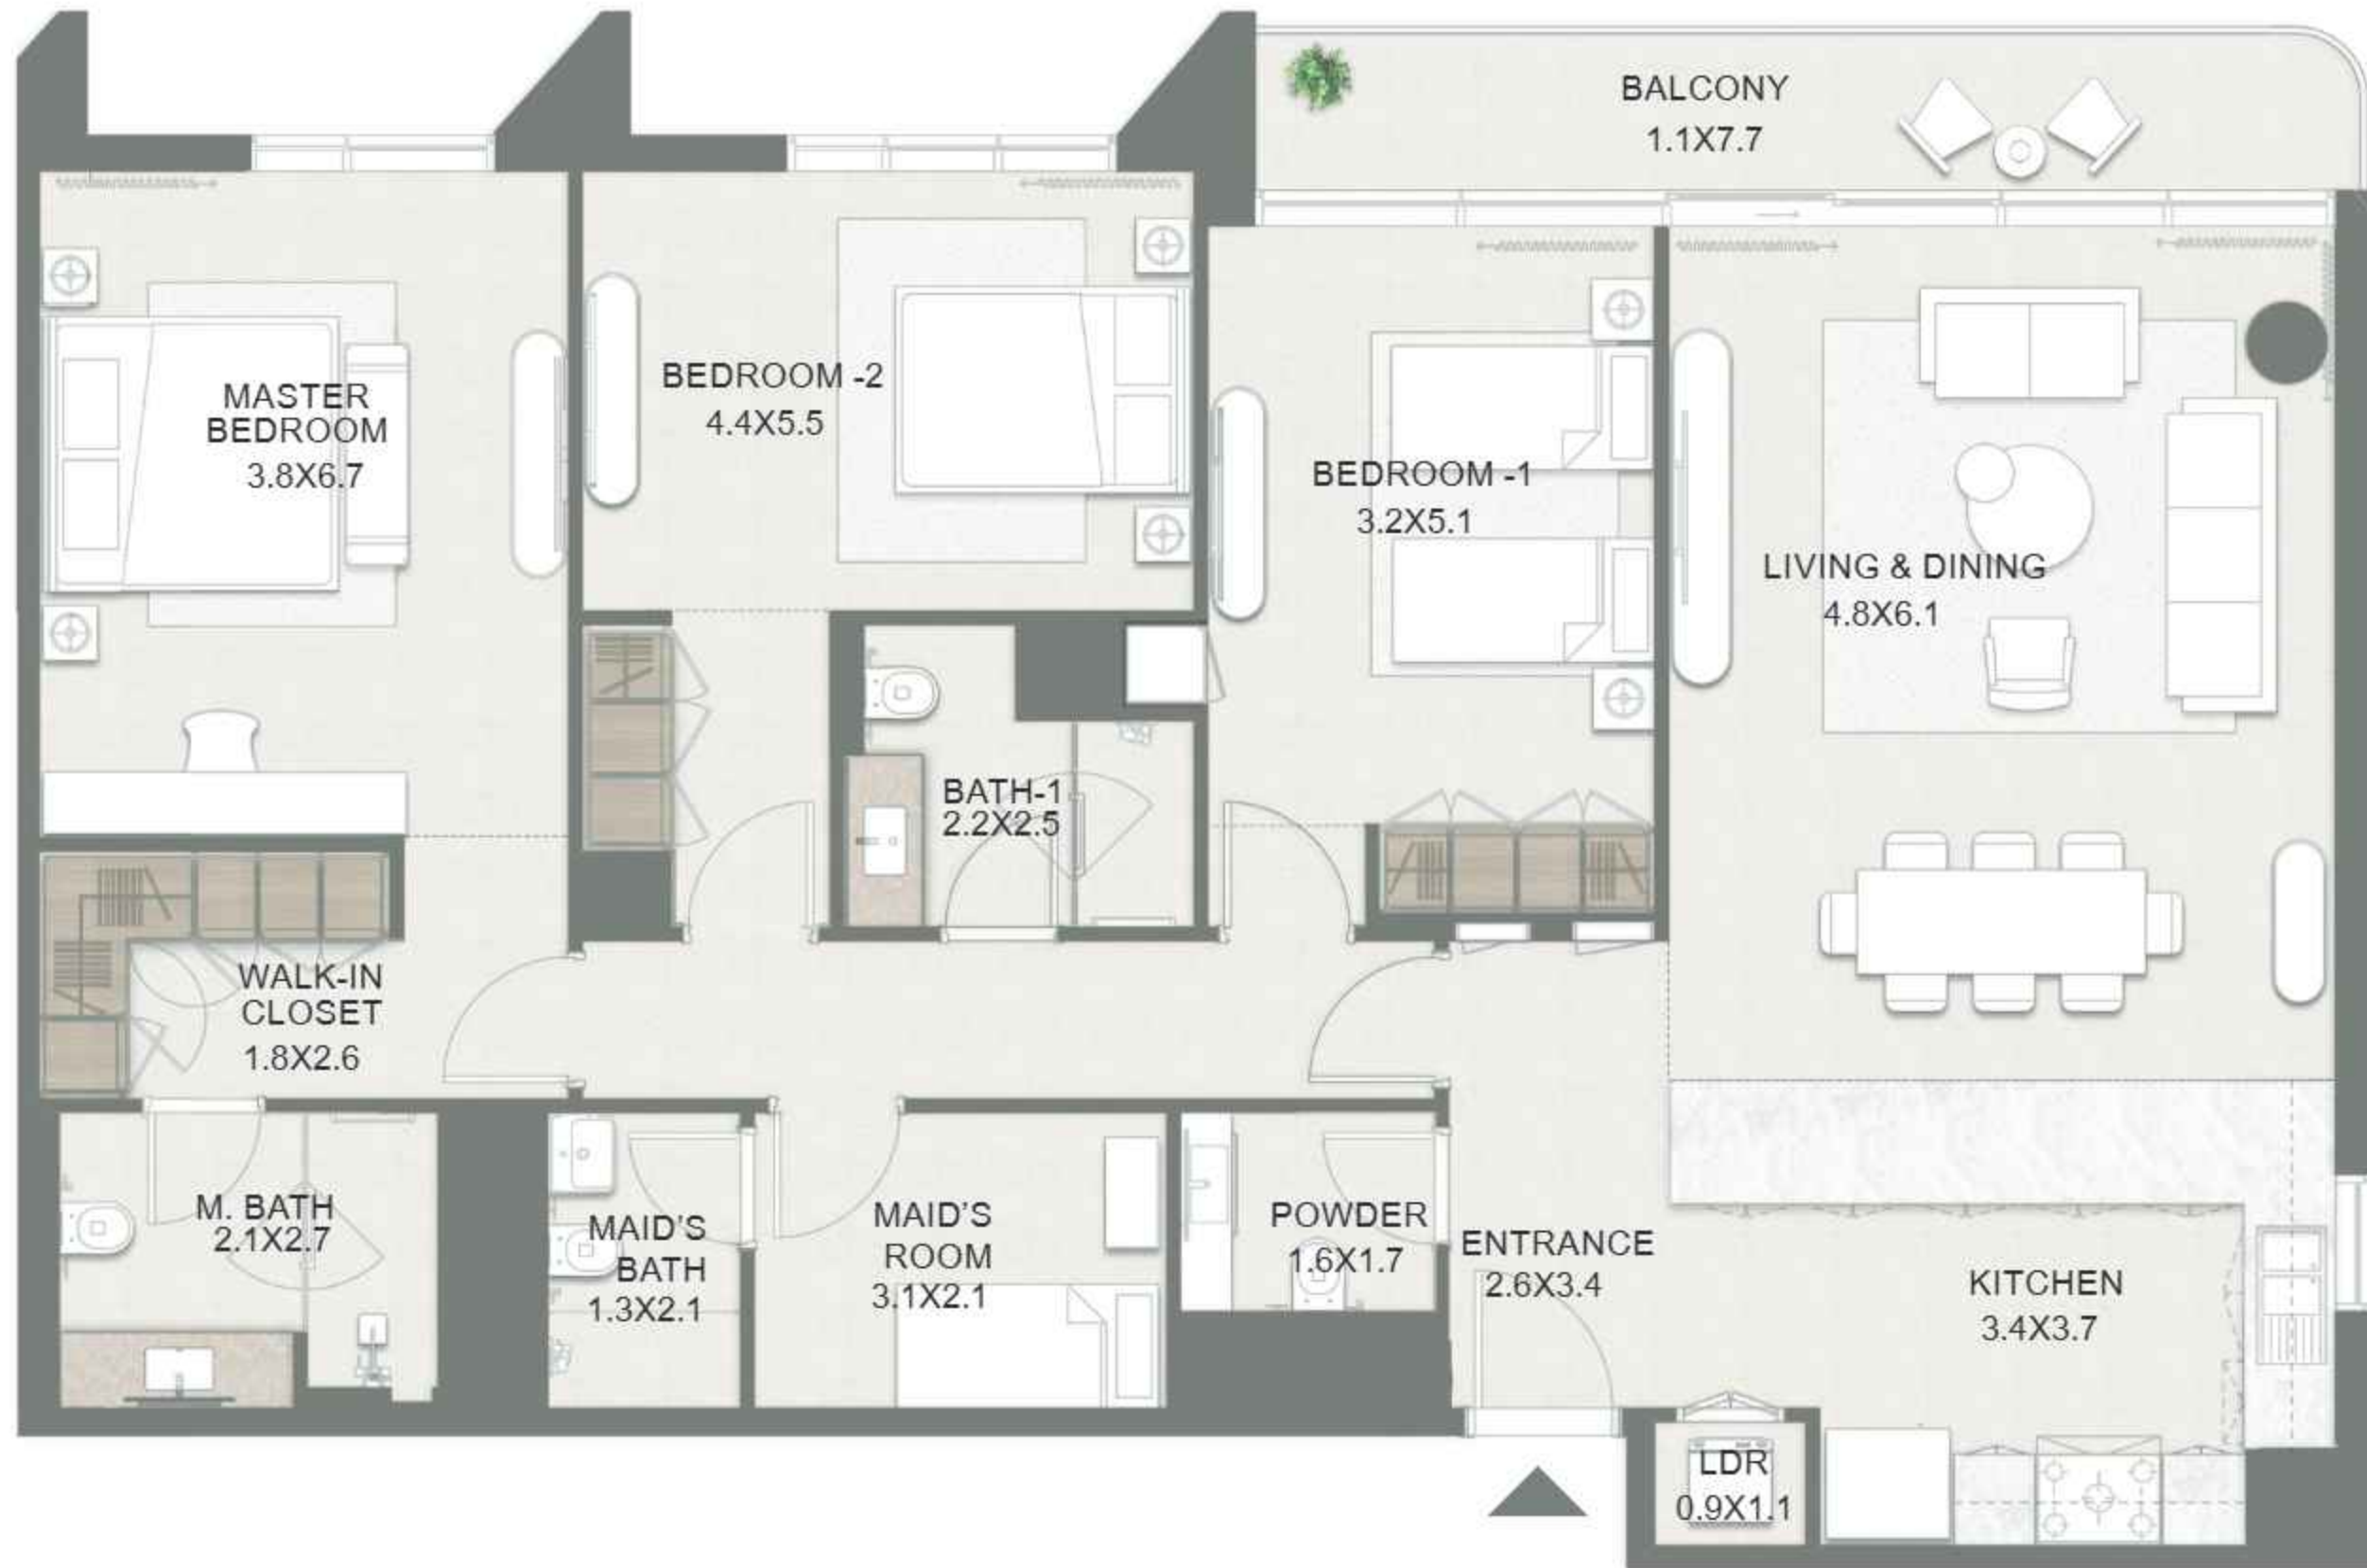 BALCONY
1.1X7.7
MASTER
BEDROOM
3.8X6.7
BEDROOM -2
4.4X5.5
BEDROOM -1
3.2X5.1
LIVING & DINING
4.8X6.1
BATH-1
2.2X2.5
WALK-IN
CLOSET
1.8X2.6
M. BATH
2.1X2.7
MAID'S
BATH
1.3X2.1
MAID'S
ROOM
3.1X2.1
POWDER
1.6X1.7
ENTRANCE
2.6X3.4
KITCHEN
3.4X3.7
LDR
0.9X1.1